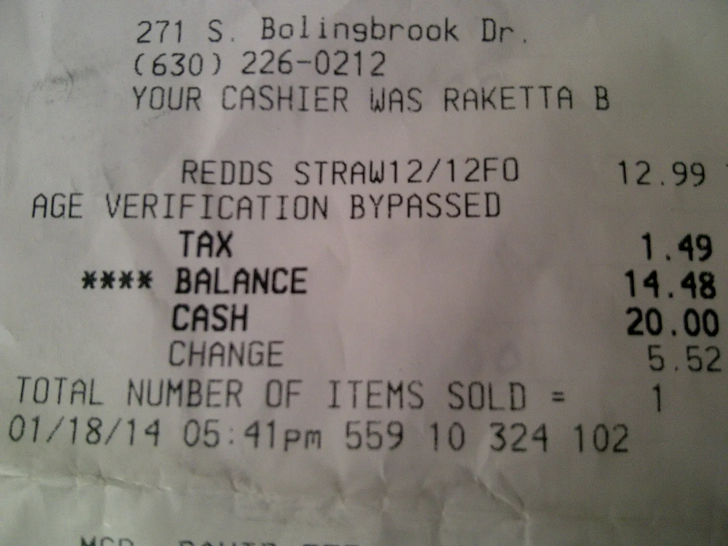 271 S. Bolingbrook Dr.
(630) 226-0212
YOUR CASHIER WAS RAKETTA B
REDDS STRAW12/12FO 12.99
AGE VERIFICATION BYPASSED
TAX 1.49
**** BALANCE 14.48
CASH 20.00
CHANGE 5.52
TOTAL NUMBER OF ITEMS SOLD = 1
01/18/14 05:41pm 559 10 324 102